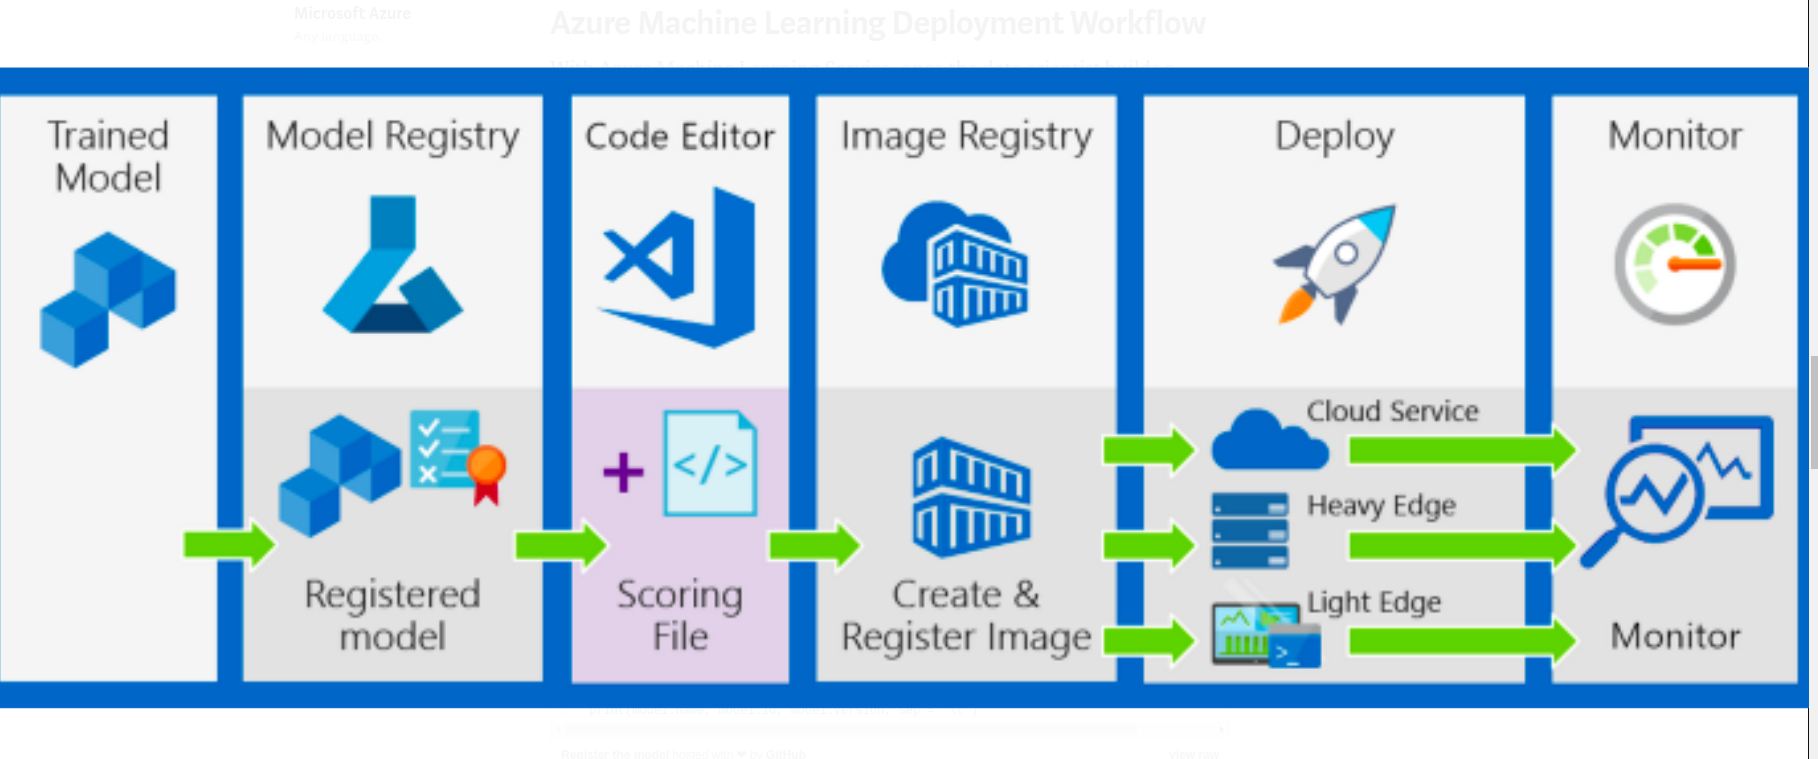 Microsoft Azure
Any language.
Azure Machine Learning Deployment Workflow
Trained
Model
Model Registry
Code Editor
Image Registry
Deploy
Monitor
Cloud Service
Heavy Edge
Light Edge
+
</>
>_
Registered
model
Scoring
File
Create &
Register Image
Monitor
Register the model hosted with ❤ by GitHub
view raw